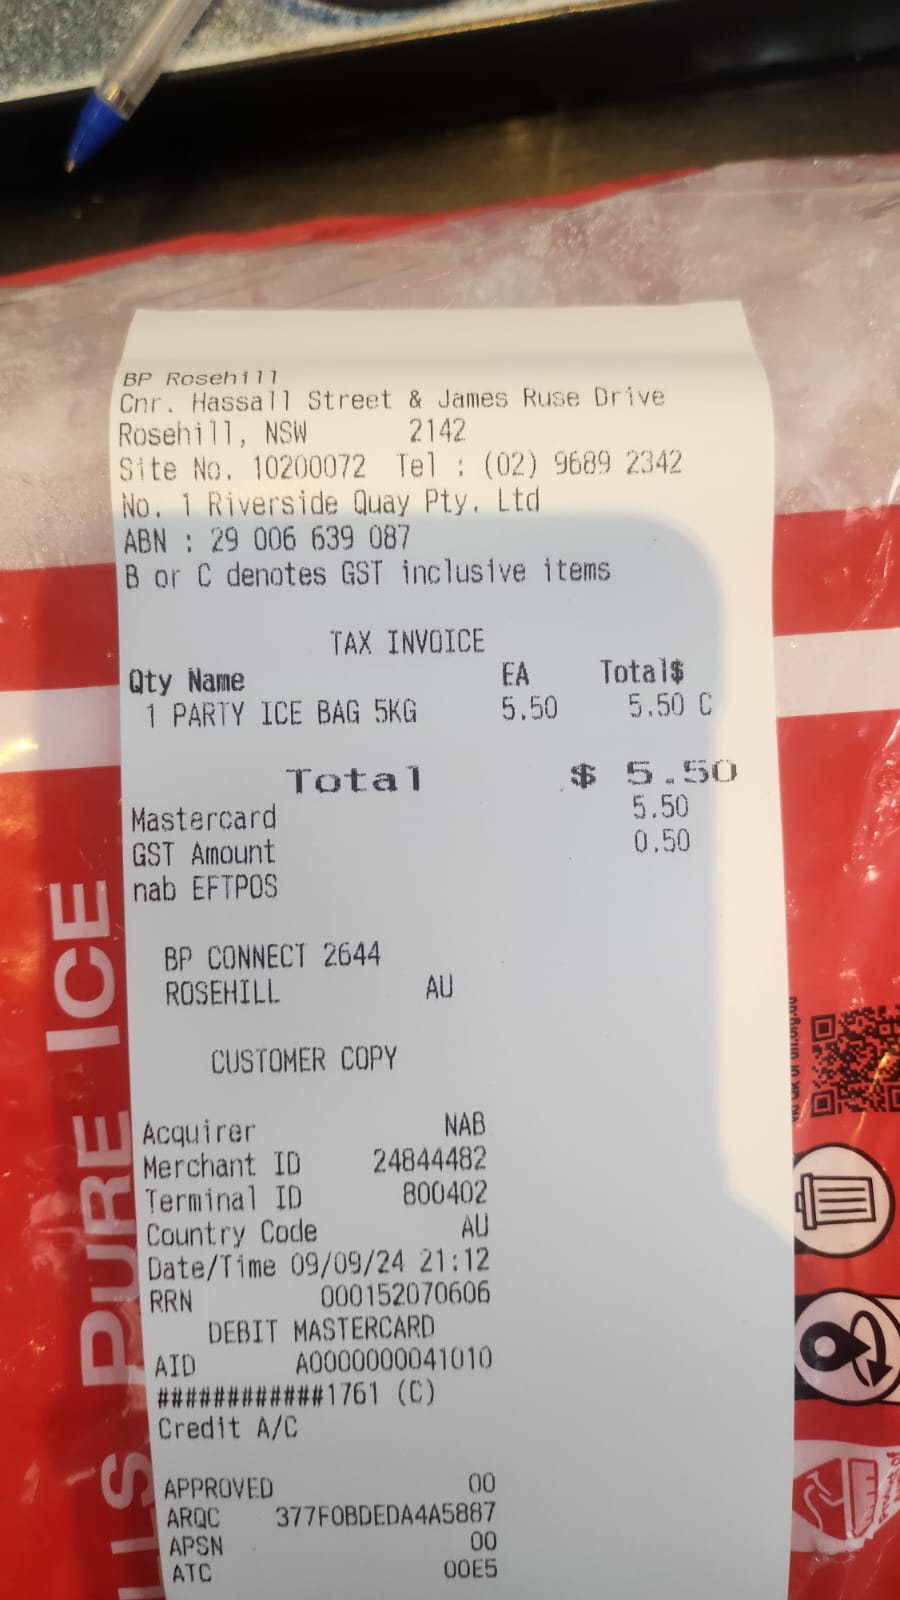 BP Rosehill
Cnr. Hassall Street & James Ruse Drive
Rosehill, NSW 2142
Site No. 10200072 Tel : (02) 9689 2342
No. 1 Riverside Quay Pty. Ltd
ABN : 29 006 639 087
B or C denotes GST inclusive items
TAX INVOICE
Qty Name EA Total$
1 PARTY ICE BAG 5KG 5.50 5.50 C
Total $ 5.50
Mastercard 5.50
GST Amount 0.50
nab EFTPOS
BP CONNECT 2644
ROSEHILL AU
CUSTOMER COPY
Acquirer NAB
Merchant ID 24844482
Terminal ID 800402
Country Code AU
Date/Time 09/09/24 21:12
RRN 000152070606
DEBIT MASTERCARD
AID A0000000041010
############1761 (C)
Credit A/C
APPROVED 00
ARQC 377F0BDEDA4A5887
APSN 00
ATC 00E5
PURE ICE